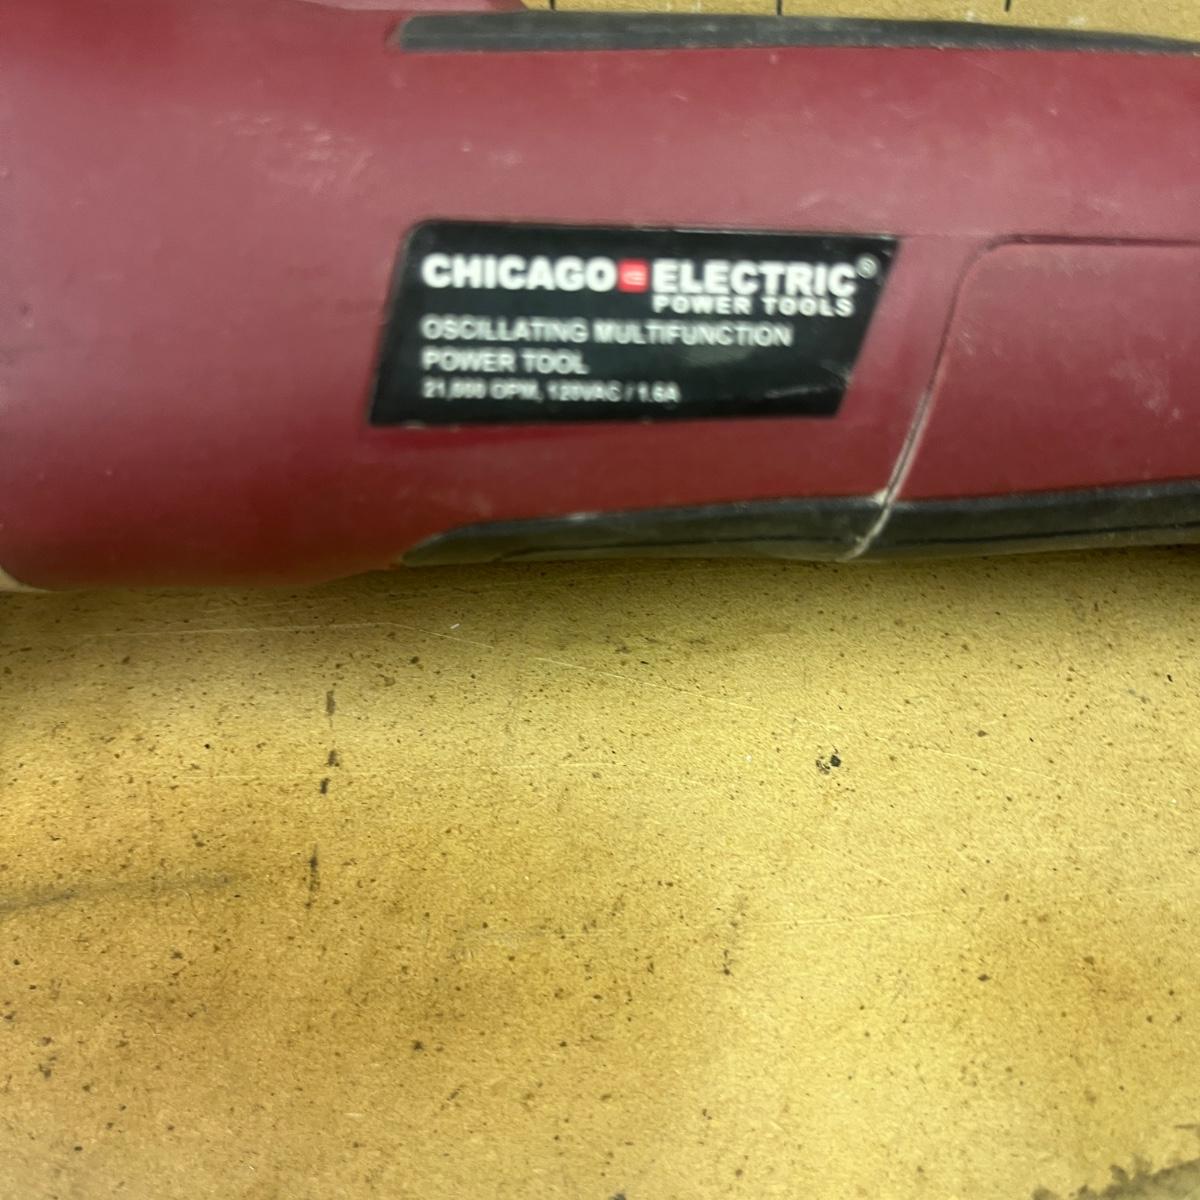 CHICAGO ELECTRIC®
POWER TOOLS
OSCILLATING MULTIFUNCTION
POWER TOOL
21,000 OPM, 120VAC / 1.6A